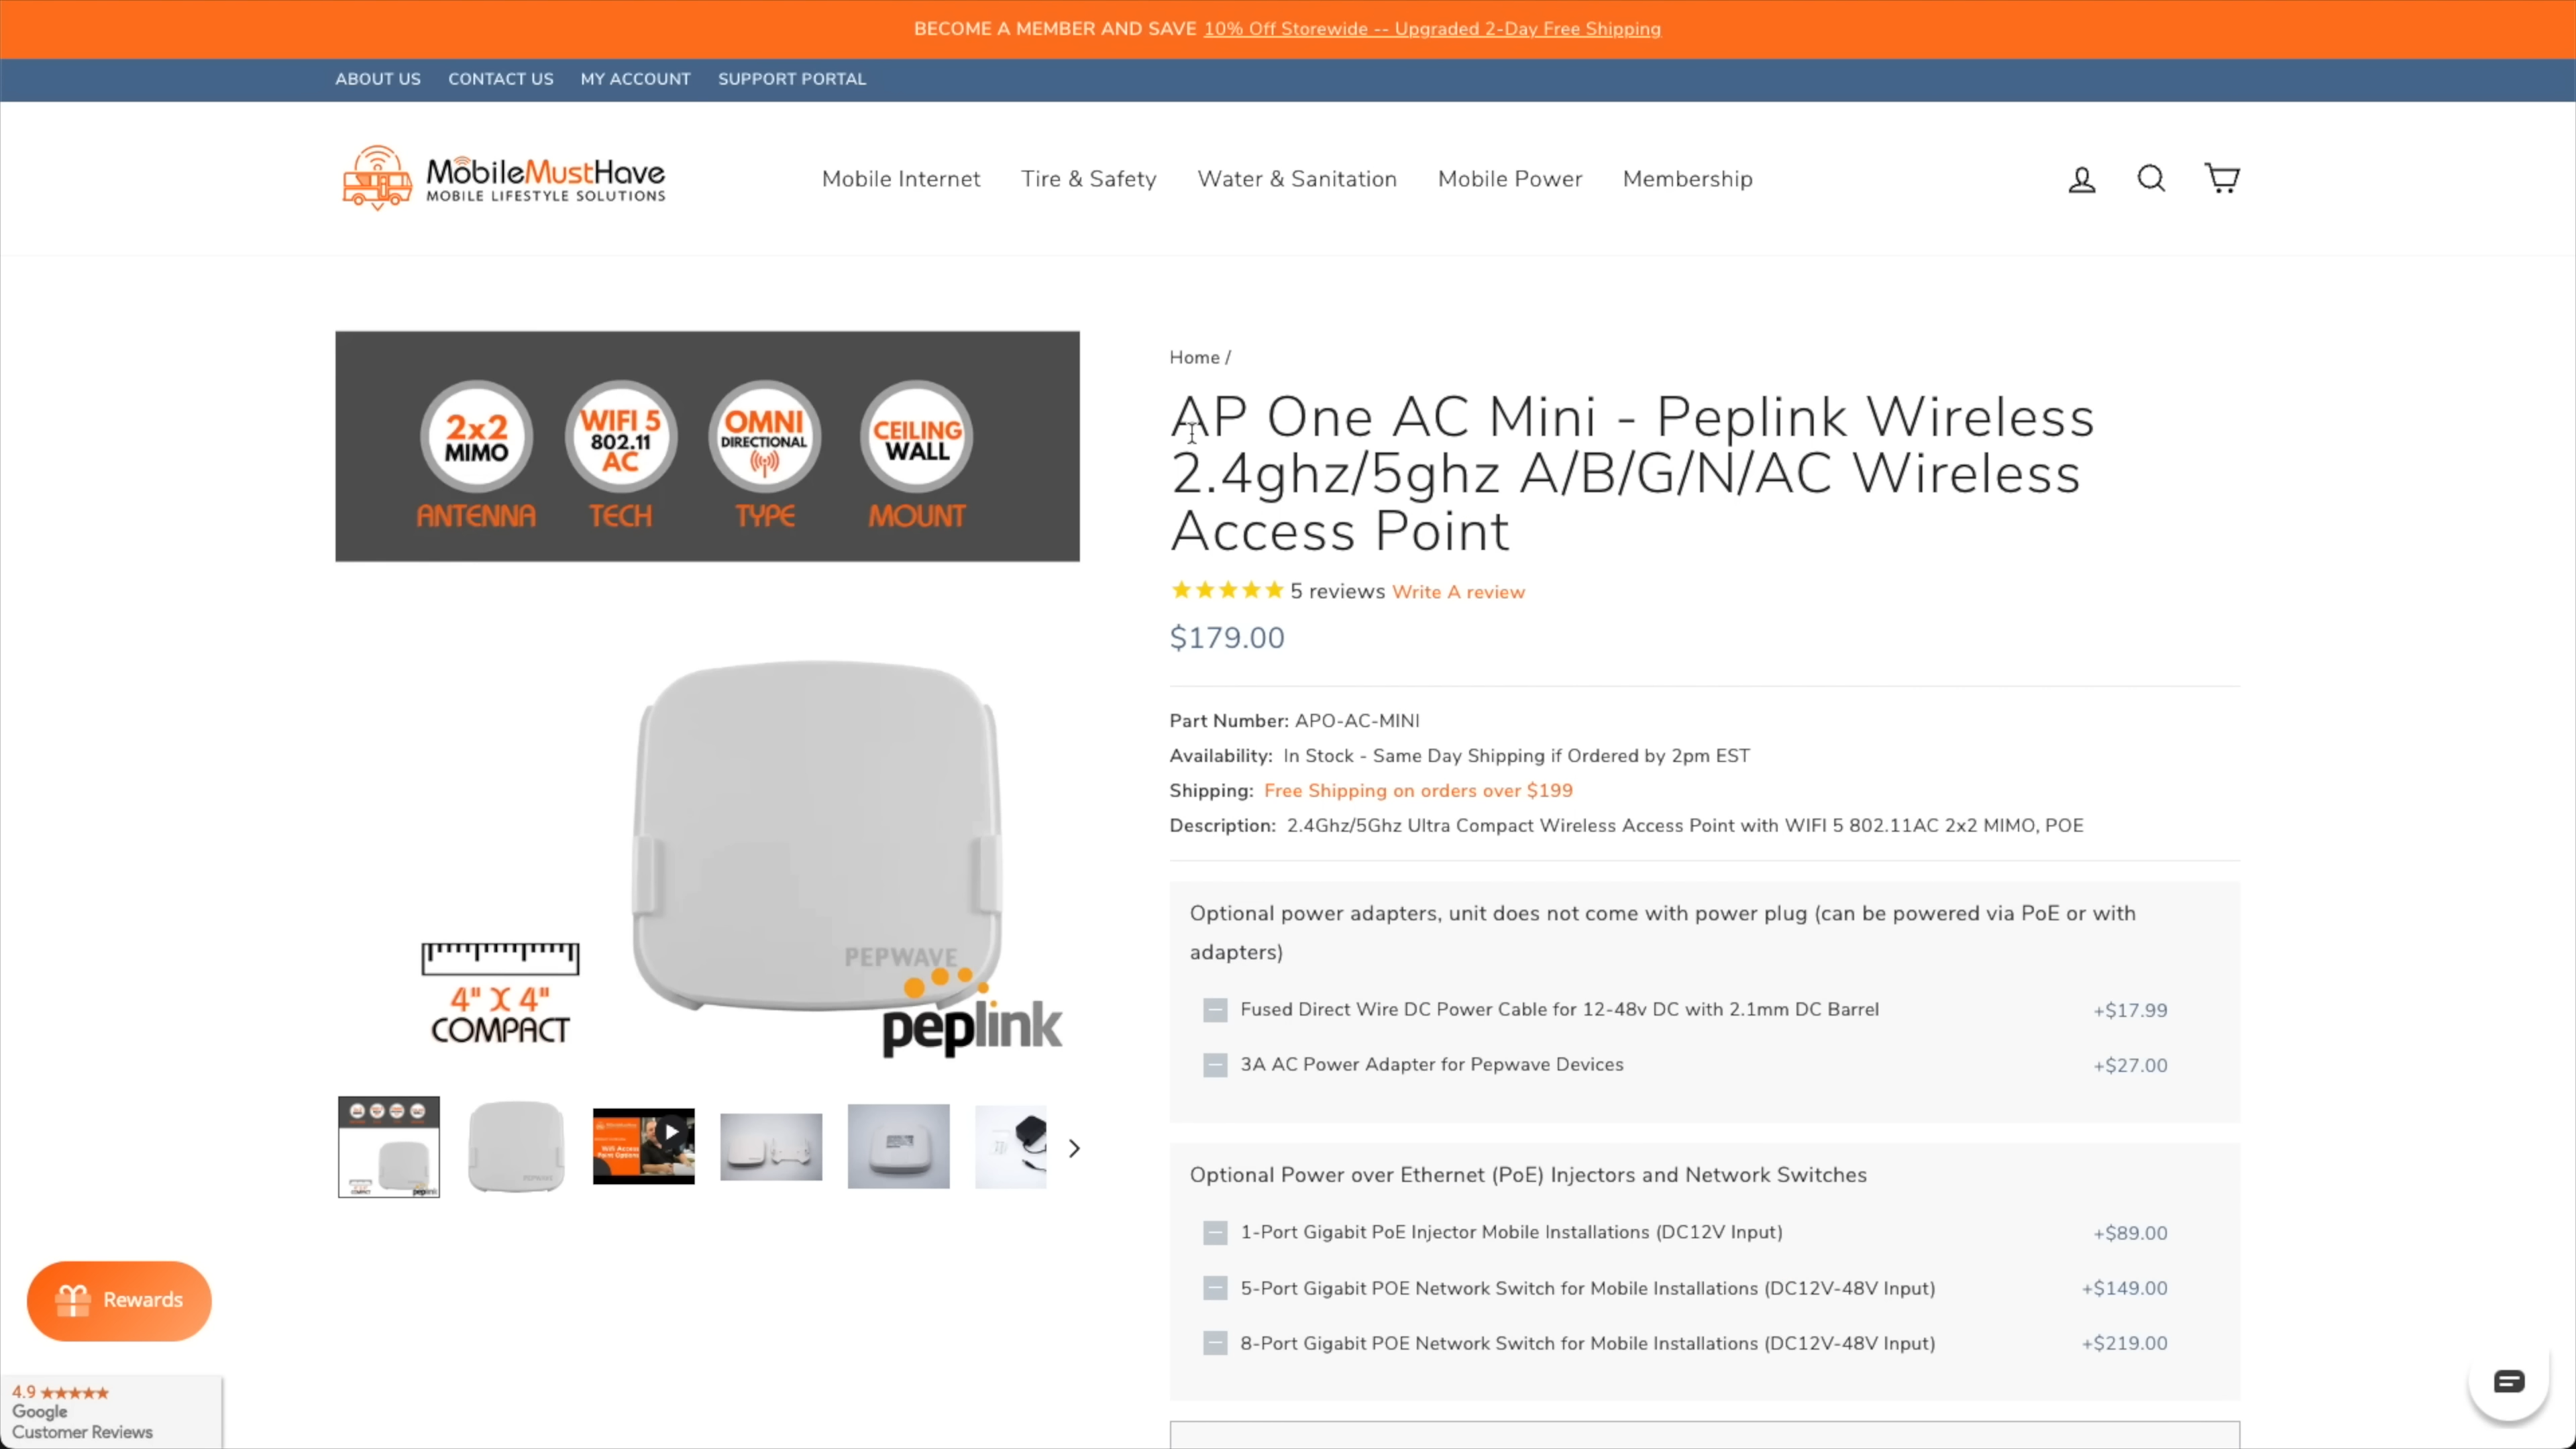 BECOME A MEMBER AND SAVE 10% Off Storewide -- Upgraded 2-Day Free Shipping
ABOUT US CONTACT US MY ACCOUNT SUPPORT PORTAL
MobileMustHave
MOBILE LIFESTYLE SOLUTIONS
Mobile Internet Tire & Safety Water & Sanitation Mobile Power Membership
2x2 MIMO
ANTENNA
WIFI 5 802.11 AC
TECH
OMNI DIRECTIONAL
TYPE
CEILING WALL
MOUNT
PEPWAVE
peplink
4" X 4"
COMPACT
Home /
AP One AC Mini - Peplink Wireless
2.4ghz/5ghz A/B/G/N/AC Wireless
Access Point
5 reviews Write A review
$179.00
Part Number: APO-AC-MINI
Availability: In Stock - Same Day Shipping if Ordered by 2pm EST
Shipping: Free Shipping on orders over $199
Description: 2.4Ghz/5Ghz Ultra Compact Wireless Access Point with WIFI 5 802.11AC 2x2 MIMO, POE
Optional power adapters, unit does not come with power plug (can be powered via PoE or with
adapters)
Fused Direct Wire DC Power Cable for 12-48v DC with 2.1mm DC Barrel +$17.99
3A AC Power Adapter for Pepwave Devices +$27.00
Optional Power over Ethernet (PoE) Injectors and Network Switches
1-Port Gigabit PoE Injector Mobile Installations (DC12V Input) +$89.00
5-Port Gigabit POE Network Switch for Mobile Installations (DC12V-48V Input) +$149.00
8-Port Gigabit POE Network Switch for Mobile Installations (DC12V-48V Input) +$219.00
Rewards
4.9
Google
Customer Reviews